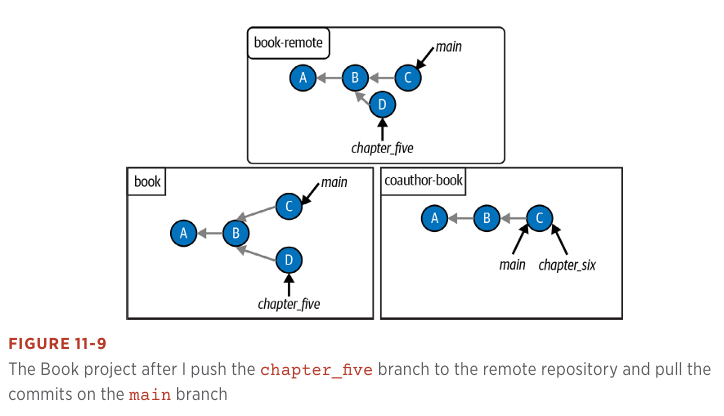 book-remote
main
A B C
D
chapter_five
book
main
C
A B
D
chapter_five
coauthor-book
A B C
main chapter_six
FIGURE 11-9
The Book project after I push the chapter_five branch to the remote repository and pull the
commits on the main branch